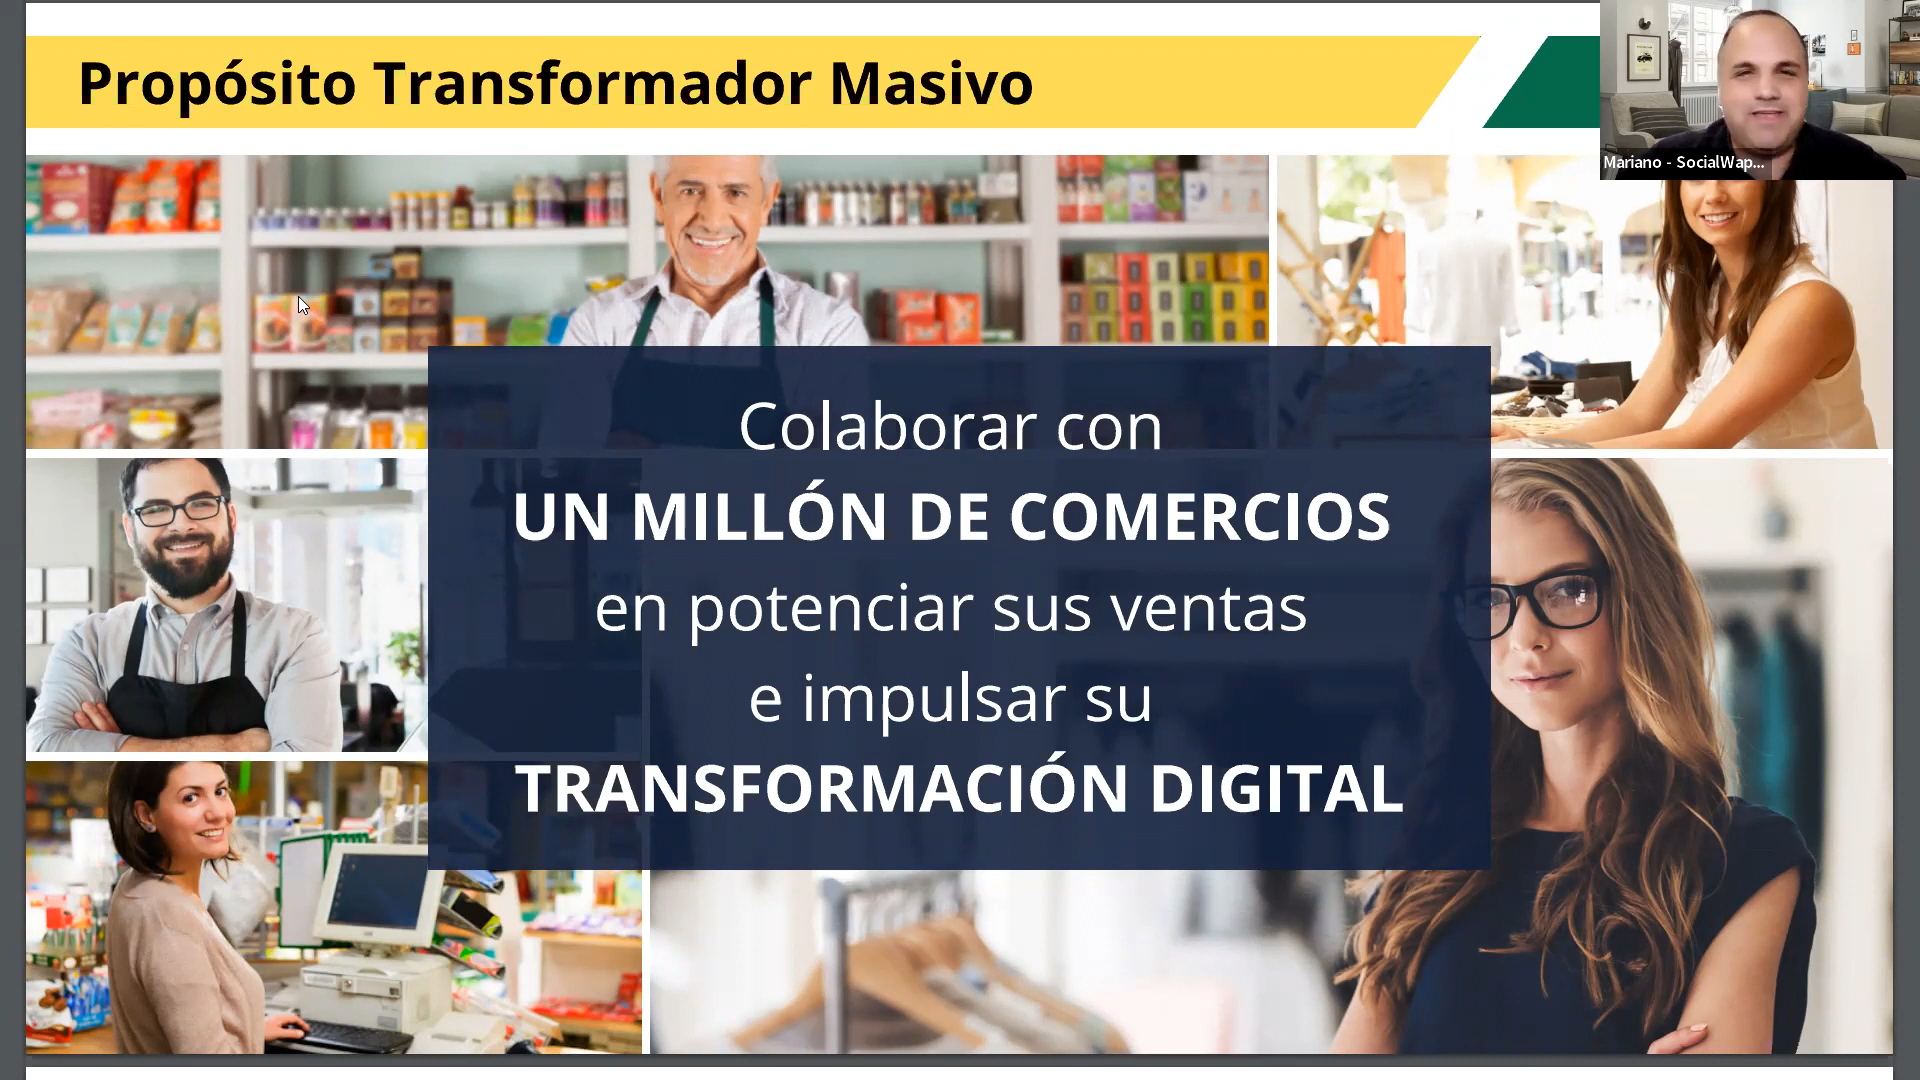 Propósito Transformador Masivo
Mariano - SocialWap...
Colaborar con
UN MILLÓN DE COMERCIOS
en potenciar sus ventas
e impulsar su
TRANSFORMACIÓN DIGITAL